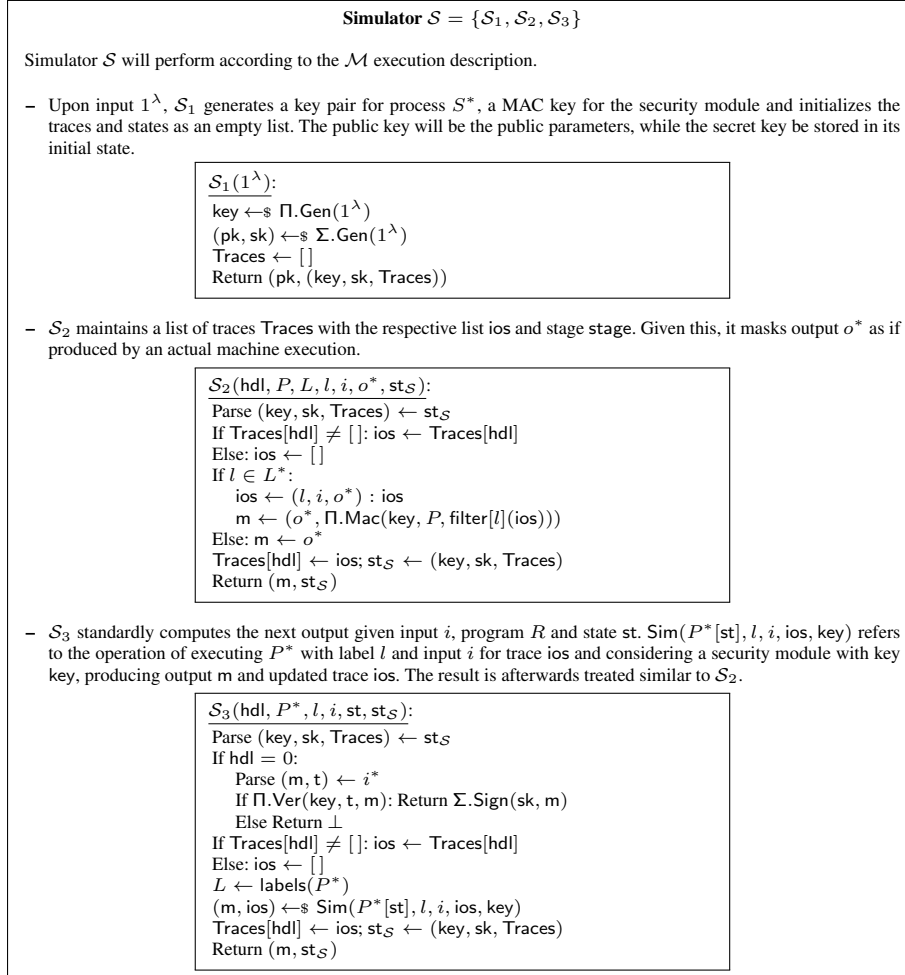 Simulator 𝒮 = {𝒮₁, 𝒮₂, 𝒮₃}
Simulator 𝒮 will perform according to the ℳ execution description.
– Upon input 1^λ, 𝒮₁ generates a key pair for process S*, a MAC key for the security module and initializes the
traces and states as an empty list. The public key will be the public parameters, while the secret key be stored in its
initial state.
𝒮₁(1^λ):
key ←$ Π.Gen(1^λ)
(pk, sk) ←$ Σ.Gen(1^λ)
Traces ← [ ]
Return (pk, (key, sk, Traces))
– 𝒮₂ maintains a list of traces Traces with the respective list ios and stage stage. Given this, it masks output o* as if
produced by an actual machine execution.
𝒮₂(hdl, P, L, l, i, o*, st_𝒮):
Parse (key, sk, Traces) ← st_𝒮
If Traces[hdl] ≠ [ ]: ios ← Traces[hdl]
Else: ios ← [ ]
If l ∈ L*:
ios ← (l, i, o*) : ios
m ← (o*, Π.Mac(key, P, filter[l](ios)))
Else: m ← o*
Traces[hdl] ← ios; st_𝒮 ← (key, sk, Traces)
Return (m, st_𝒮)
– 𝒮₃ standardly computes the next output given input i, program R and state st. Sim(P*[st], l, i, ios, key) refers
to the operation of executing P* with label l and input i for trace ios and considering a security module with key
key, producing output m and updated trace ios. The result is afterwards treated similar to 𝒮₂.
𝒮₃(hdl, P*, l, i, st, st_𝒮):
Parse (key, sk, Traces) ← st_𝒮
If hdl = 0:
Parse (m, t) ← i*
If Π.Ver(key, t, m): Return Σ.Sign(sk, m)
Else Return ⊥
If Traces[hdl] ≠ [ ]: ios ← Traces[hdl]
Else: ios ← [ ]
L ← labels(P*)
(m, ios) ←$ Sim(P*[st], l, i, ios, key)
Traces[hdl] ← ios; st_𝒮 ← (key, sk, Traces)
Return (m, st_𝒮)